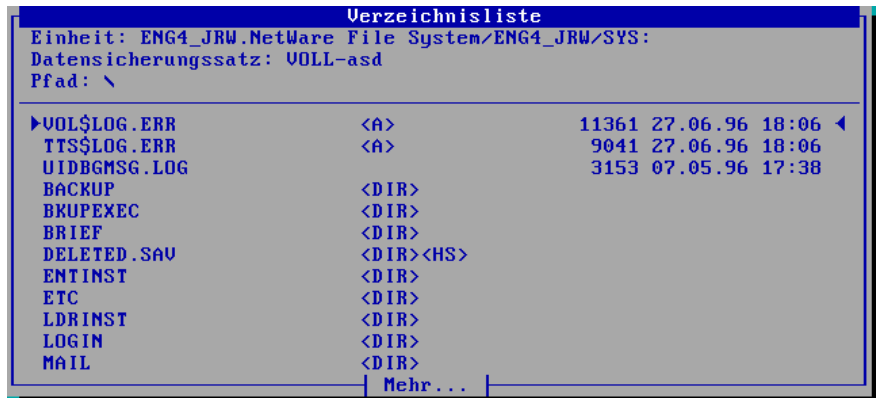 Verzeichnisliste
Einheit: ENG4_JRW.NetWare File System/ENG4_JRW/SYS:
Datensicherungssatz: VOLL-asd
Pfad: \
VOL$LOG.ERR <A> 11361 27.06.96 18:06
TTS$LOG.ERR <A> 9041 27.06.96 18:06
UIDBGMSG.LOG 3153 07.05.96 17:38
BACKUP <DIR>
BKUPEXEC <DIR>
BRIEF <DIR>
DELETED.SAV <DIR><HS>
ENTINST <DIR>
ETC <DIR>
LDRINST <DIR>
LOGIN <DIR>
MAIL <DIR>
Mehr...